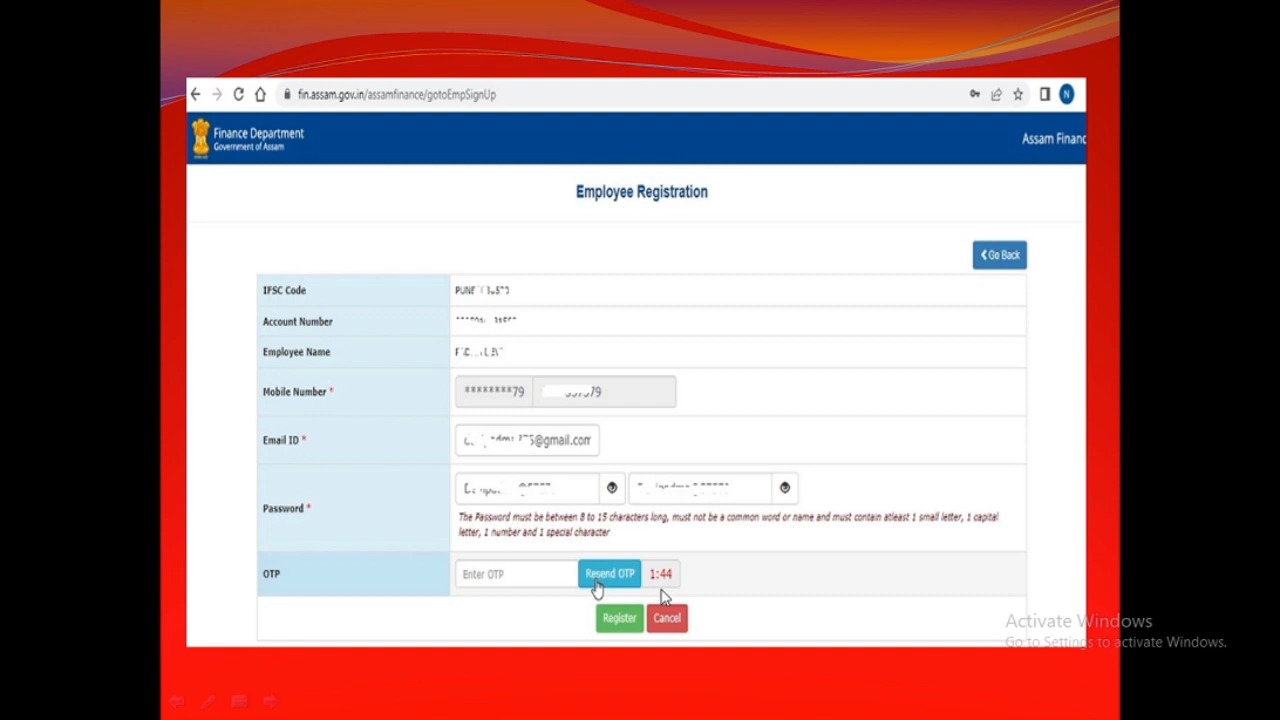 fin.assam.gov.in/assamfinance/gotoEmpSignUp
N
Finance Department
Government of Assam
Assam Financ
Employee Registration
Go Back
IFSC Code
Account Number
Employee Name
Mobile Number * ********79 79
Email ID * @gmail.com
Password *
The Password must be between 8 to 15 characters long, must not be a common word or name and must contain atleast 1 small letter, 1 capital
letter, 1 number and 1 special character
OTP Enter OTP Resend OTP 1:44
Register Cancel
Activate Windows
Go to Settings to activate Windows.